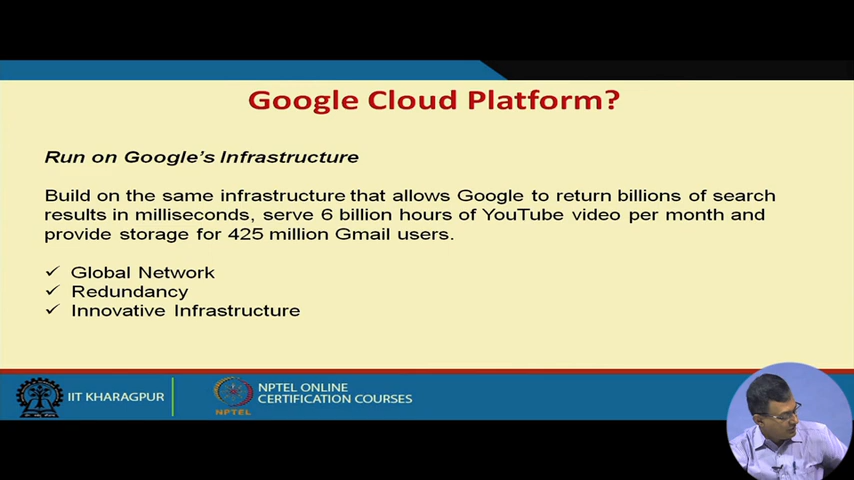 Google Cloud Platform?
Run on Google's Infrastructure
Build on the same infrastructure that allows Google to return billions of search
results in milliseconds, serve 6 billion hours of YouTube video per month and
provide storage for 425 million Gmail users.
✓ Global Network
✓ Redundancy
✓ Innovative Infrastructure
IIT KHARAGPUR
NPTEL
NPTEL ONLINE
CERTIFICATION COURSES